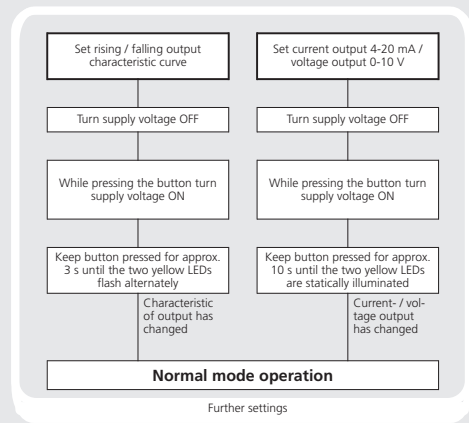 Set rising / falling output
characteristic curve
Turn supply voltage OFF
While pressing the button turn
supply voltage ON
Keep button pressed for approx.
3 s until the two yellow LEDs
flash alternately
Characteristic
of output has
changed
Set current output 4-20 mA /
voltage output 0-10 V
Turn supply voltage OFF
While pressing the button turn
supply voltage ON
Keep button pressed for approx.
10 s until the two yellow LEDs
are statically illuminated
Current- / vol-
tage output
has changed
Normal mode operation
Further settings